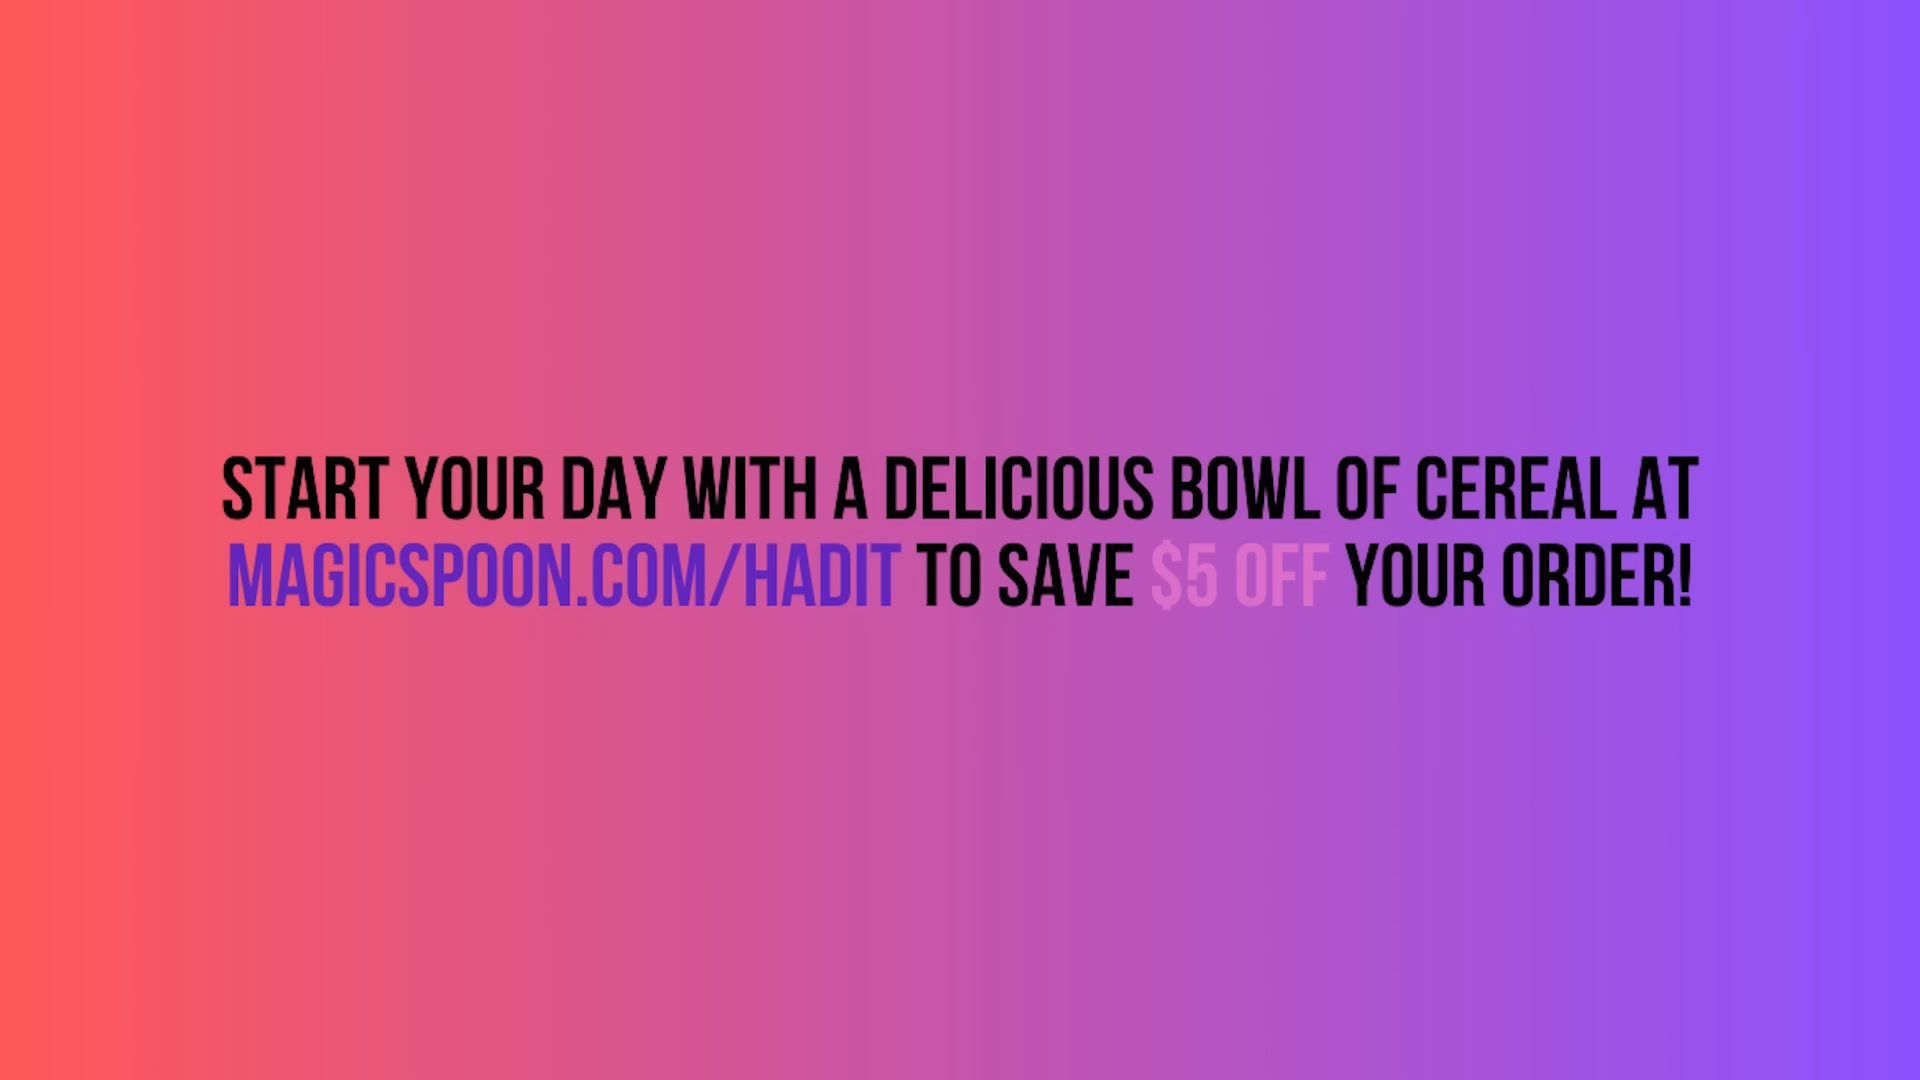 START YOUR DAY WITH A DELICIOUS BOWL OF CEREAL AT
MAGICSPOON.COM/HADIT TO SAVE $5 OFF YOUR ORDER!